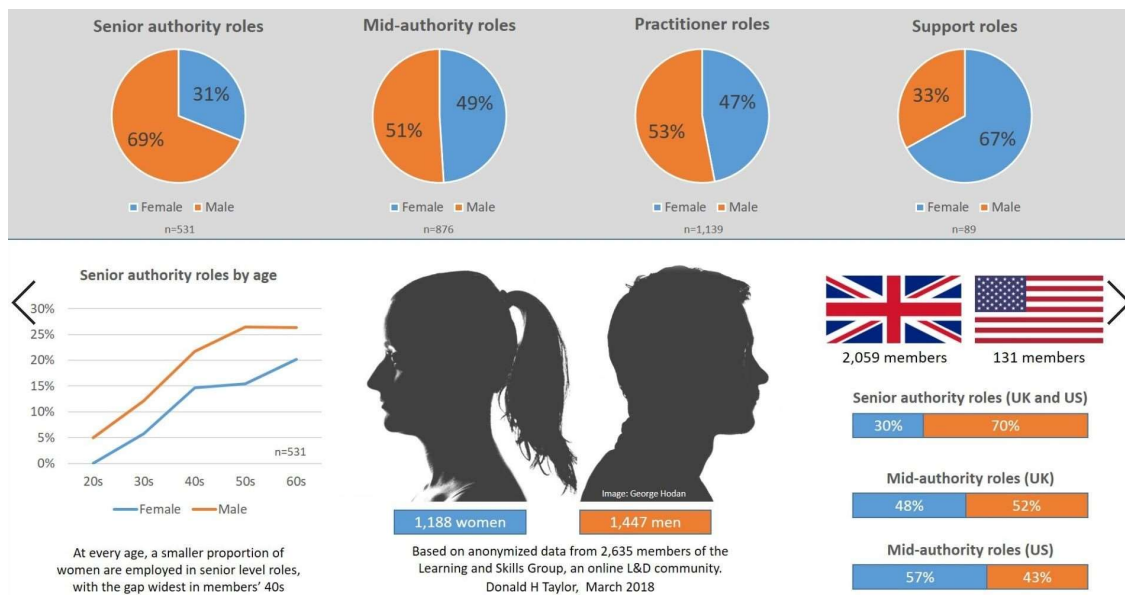 Senior authority roles
31%
69%
Female Male
n=531
Mid-authority roles
49%
51%
Female Male
n=876
Practitioner roles
47%
53%
Female Male
n=1,139
Support roles
33%
67%
Female Male
n=89
Senior authority roles by age
30%
25%
20%
15%
10%
5%
0%
n=531
20s 30s 40s 50s 60s
Female Male
At every age, a smaller proportion of
women are employed in senior level roles,
with the gap widest in members' 40s
Image: George Hodan
1,188 women
1,447 men
Based on anonymized data from 2,635 members of the
Learning and Skills Group, an online L&D community.
Donald H Taylor, March 2018
2,059 members
131 members
Senior authority roles (UK and US)
30% 70%
Mid-authority roles (UK)
48% 52%
Mid-authority roles (US)
57% 43%